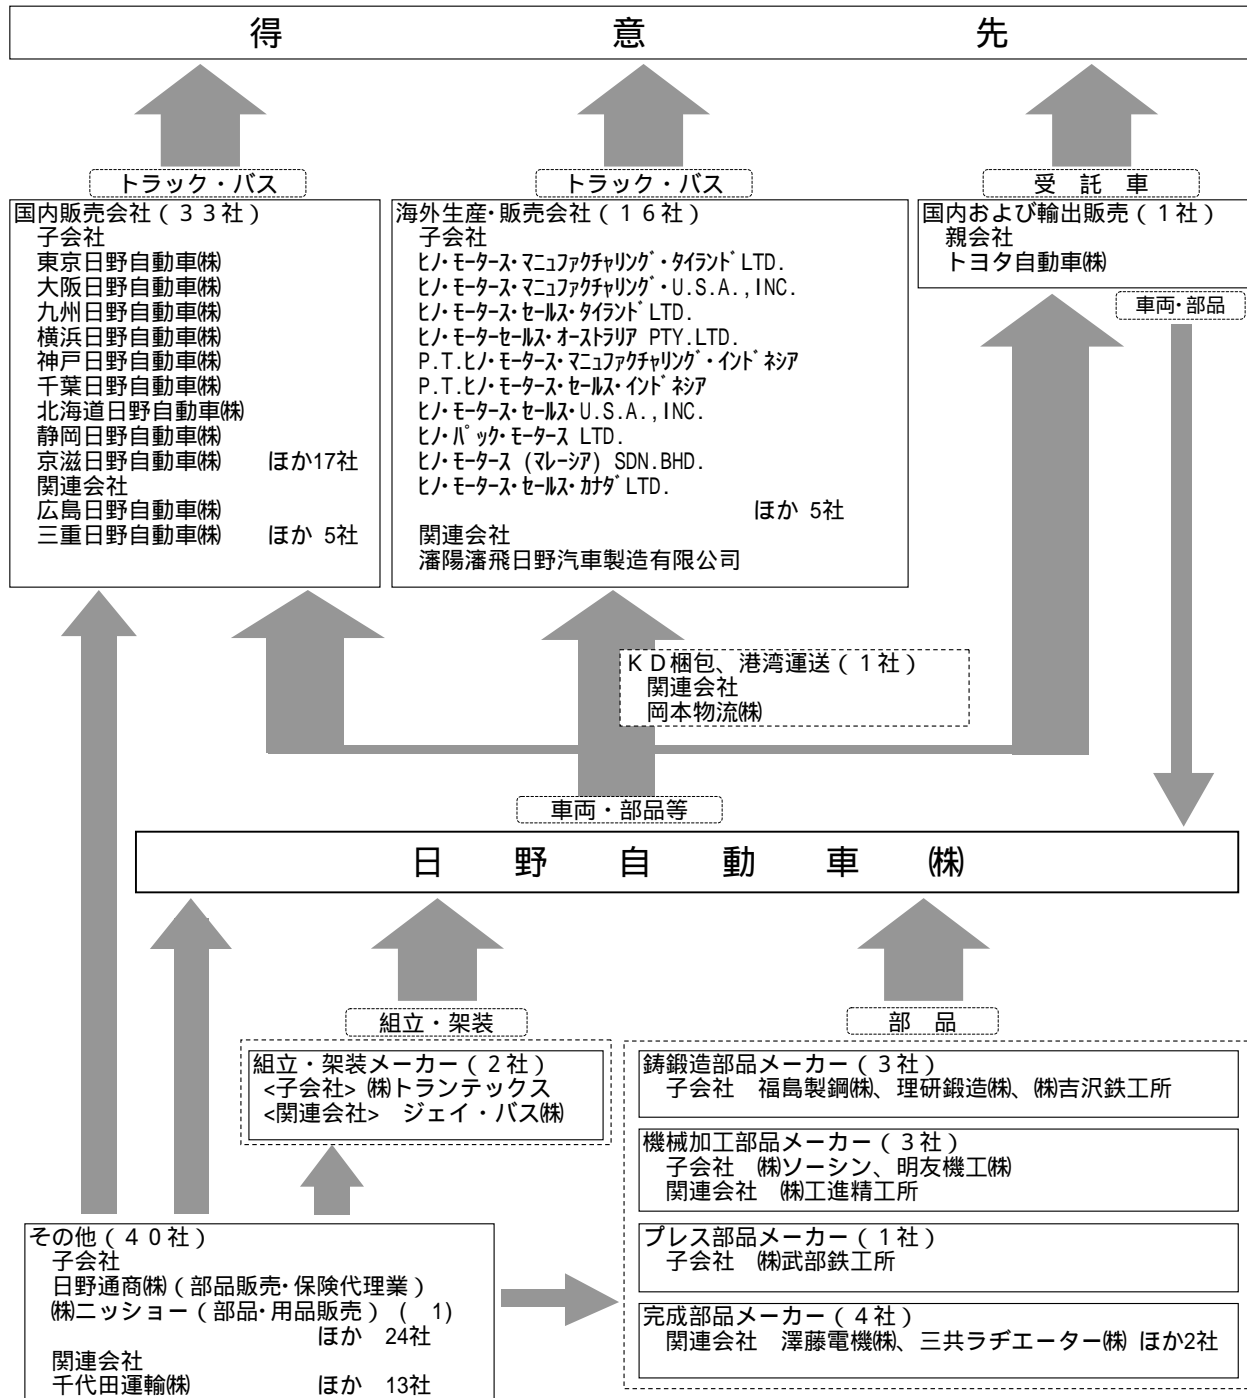 得意先
トラック・バス
国内販売会社(33社)
子会社
東京日野自動車㈱
大阪日野自動車㈱
九州日野自動車㈱
横浜日野自動車㈱
神戸日野自動車㈱
千葉日野自動車㈱
北海道日野自動車㈱
静岡日野自動車㈱
京滋日野自動車㈱ ほか17社
関連会社
広島日野自動車㈱
三重日野自動車㈱ ほか 5社
トラック・バス
海外生産・販売会社(16社)
子会社
ヒノ・モータース・マニュファクチャリング・タイランドLTD.
ヒノ・モータース・マニュファクチャリング・U.S.A.,INC.
ヒノ・モータース・セールス・タイランドLTD.
ヒノ・モーターセールス・オーストラリア PTY.LTD.
P.T.ヒノ・モータース・マニュファクチャリング・インドネシア
P.T.ヒノ・モータース・セールス・インドネシア
ヒノ・モータース・セールス・U.S.A.,INC.
ヒノ・パック・モータース LTD.
ヒノ・モータース (マレーシア) SDN.BHD.
ヒノ・モータース・セールス・カナダLTD.
ほか 5社
関連会社
瀋陽瀋飛日野汽車製造有限公司
受託車
国内および輸出販売(1社)
親会社
トヨタ自動車㈱
車両・部品
KD梱包、港湾運送(1社)
関連会社
岡本物流㈱
車両・部品等
日野自動車㈱
組立・架装
組立・架装メーカー(2社)
<子会社> ㈱トランテックス
<関連会社> ジェイ・バス㈱
部品
鋳鍛造部品メーカー(3社)
子会社 福島製鋼㈱、理研鍛造㈱、㈱吉沢鉄工所
機械加工部品メーカー(3社)
子会社 ㈱ソーシン、明友機工㈱
関連会社 ㈱工進精工所
プレス部品メーカー(1社)
子会社 ㈱武部鉄工所
完成部品メーカー(4社)
関連会社 澤藤電機㈱、三共ラヂエーター㈱ ほか2社
その他(40社)
子会社
日野通商㈱(部品販売・保険代理業)
㈱ニッショー(部品・用品販売) ( 1)
ほか 24社
関連会社
千代田運輸㈱ ほか 13社